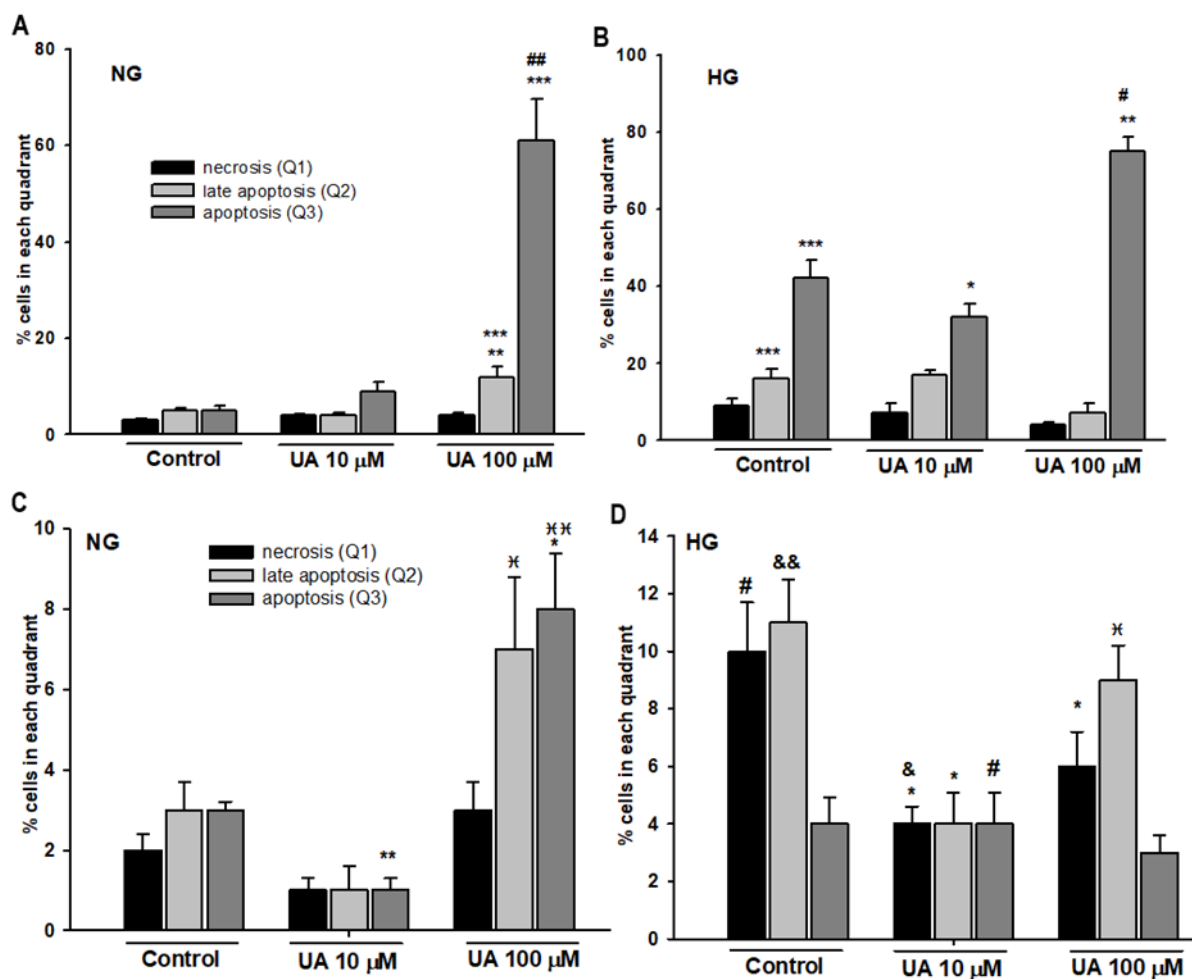 A
NG
80
60
40
20
0
% cells in each quadrant
necrosis (Q1)
late apoptosis (Q2)
apoptosis (Q3)
***
**
##
***
Control
UA 10 μM
UA 100 μM
B
HG
100
80
60
40
20
0
% cells in each quadrant
***
***
*
#
**
Control
UA 10 μM
UA 100 μM
C
NG
10
8
6
4
2
0
% cells in each quadrant
necrosis (Q1)
late apoptosis (Q2)
apoptosis (Q3)
**
ӿ
ӿӿ
*
Control
UA 10 μM
UA 100 μM
D
HG
14
12
10
8
6
4
2
0
% cells in each quadrant
#
&&
&
*
*
#
*
ӿ
Control
UA 10 μM
UA 100 μM